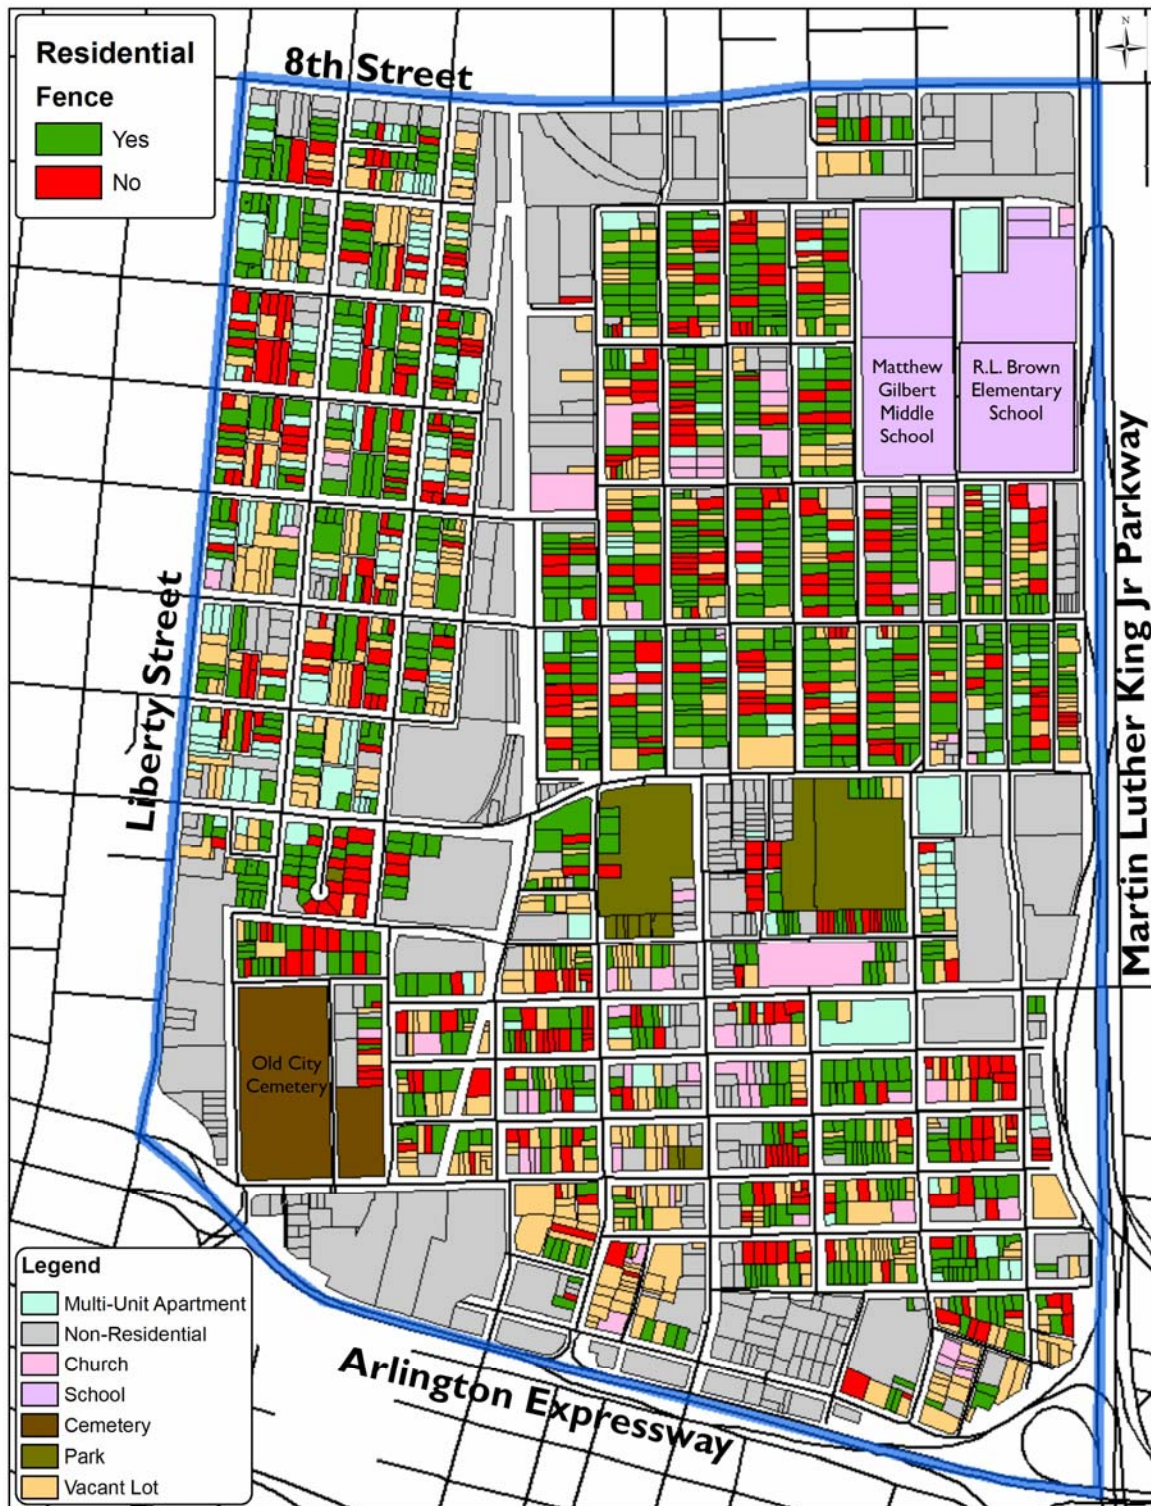 Residential
Fence
Yes
No
8th Street
N
Matthew
Gilbert
Middle
School
R.L. Brown
Elementary
School
Liberty Street
Martin Luther King Jr Parkway
Old City
Cemetery
Arlington Expressway
Legend
Multi-Unit Apartment
Non-Residential
Church
School
Cemetery
Park
Vacant Lot